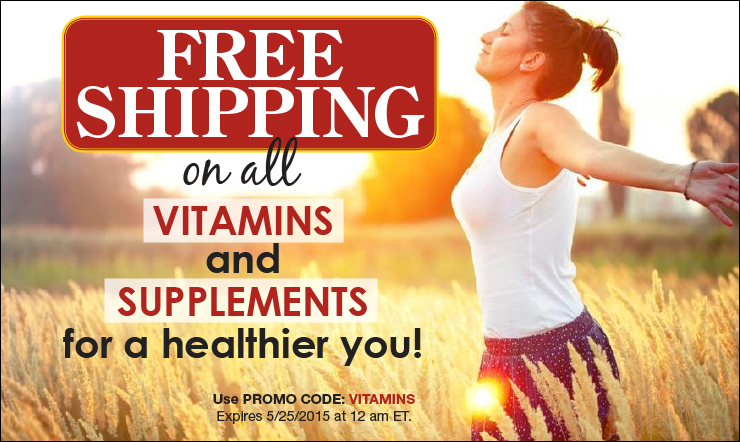 FREE
SHIPPING
on all
VITAMINS
and
SUPPLEMENTS
for a healthier you!
Use PROMO CODE: VITAMINS
Expires 5/25/2015 at 12 am ET.